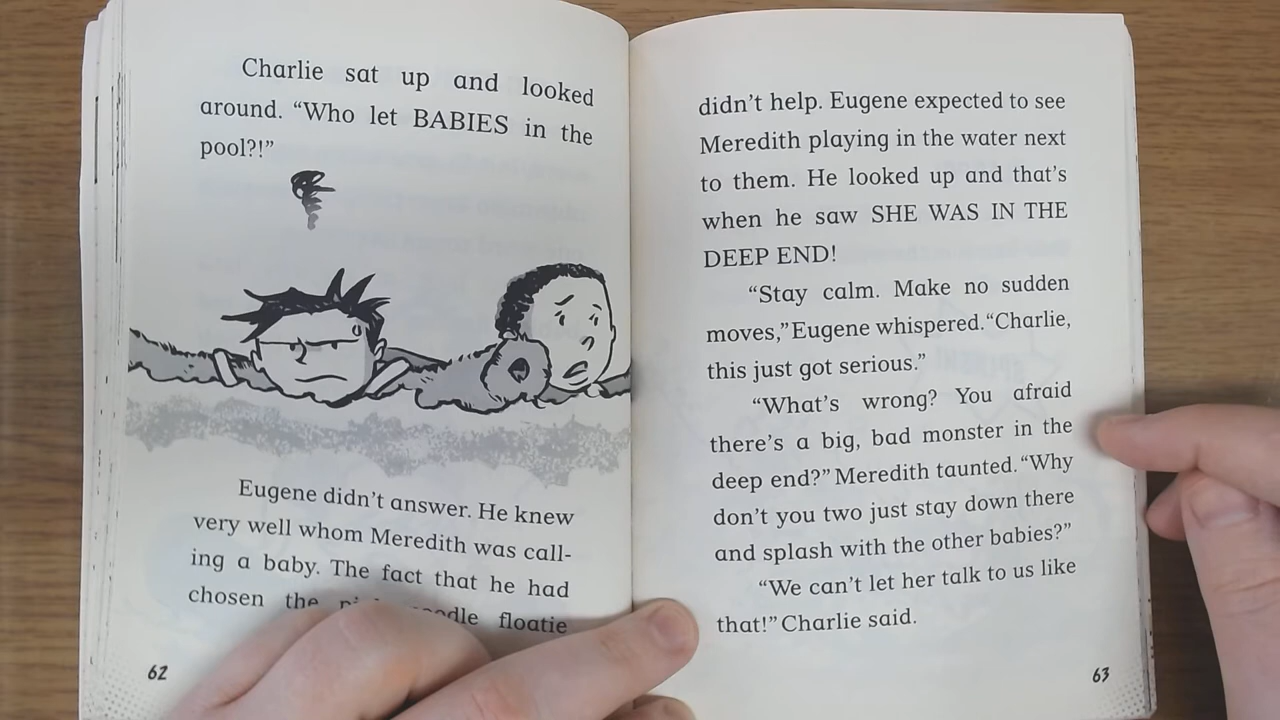 Charlie sat up and looked
around. “Who let BABIES in the
pool?!”
Eugene didn’t answer. He knew
very well whom Meredith was call-
ing a baby. The fact that he had
chosen the floatie
62
didn’t help. Eugene expected to see
Meredith playing in the water next
to them. He looked up and that’s
when he saw SHE WAS IN THE
DEEP END!
“Stay calm. Make no sudden
moves,” Eugene whispered. “Charlie,
this just got serious.”
“What’s wrong? You afraid
there’s a big, bad monster in the
deep end?” Meredith taunted. “Why
don’t you two just stay down there
and splash with the other babies?”
“We can’t let her talk to us like
that!” Charlie said.
63